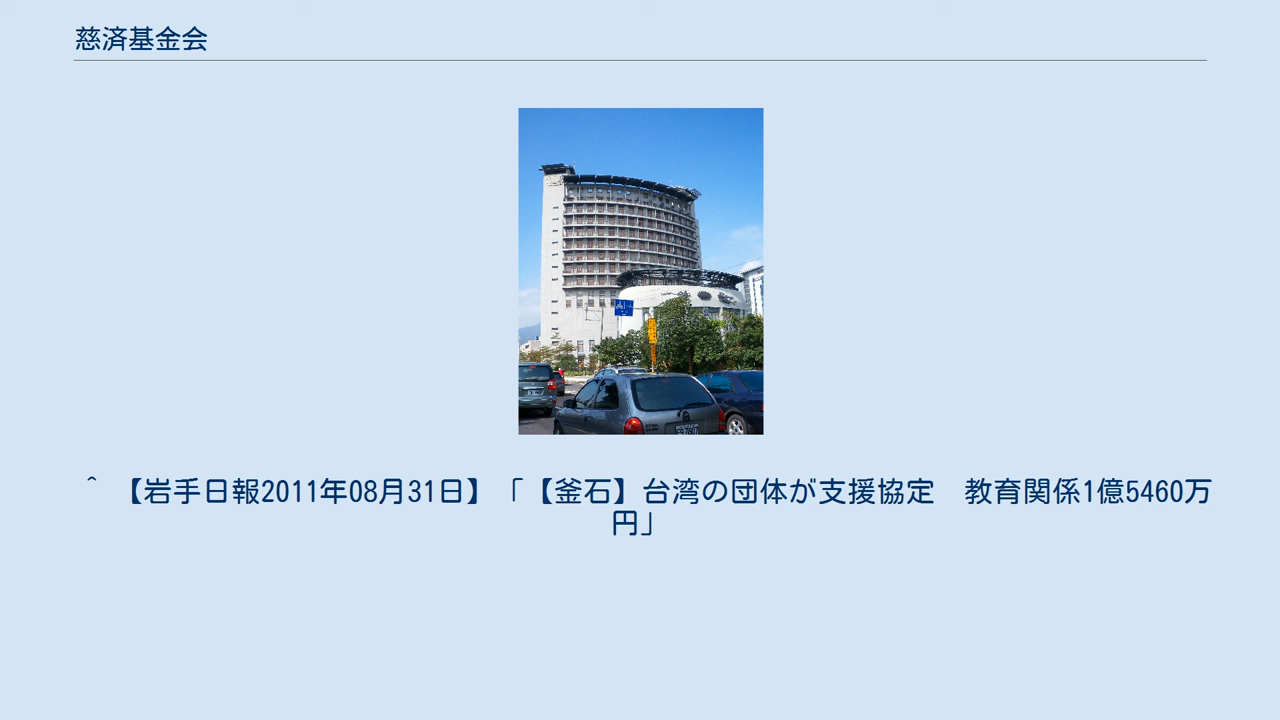 慈済基金会
^ 【岩手日報2011年08月31日】「【釜石】台湾の団体が支援協定　教育関係1億5460万
円」